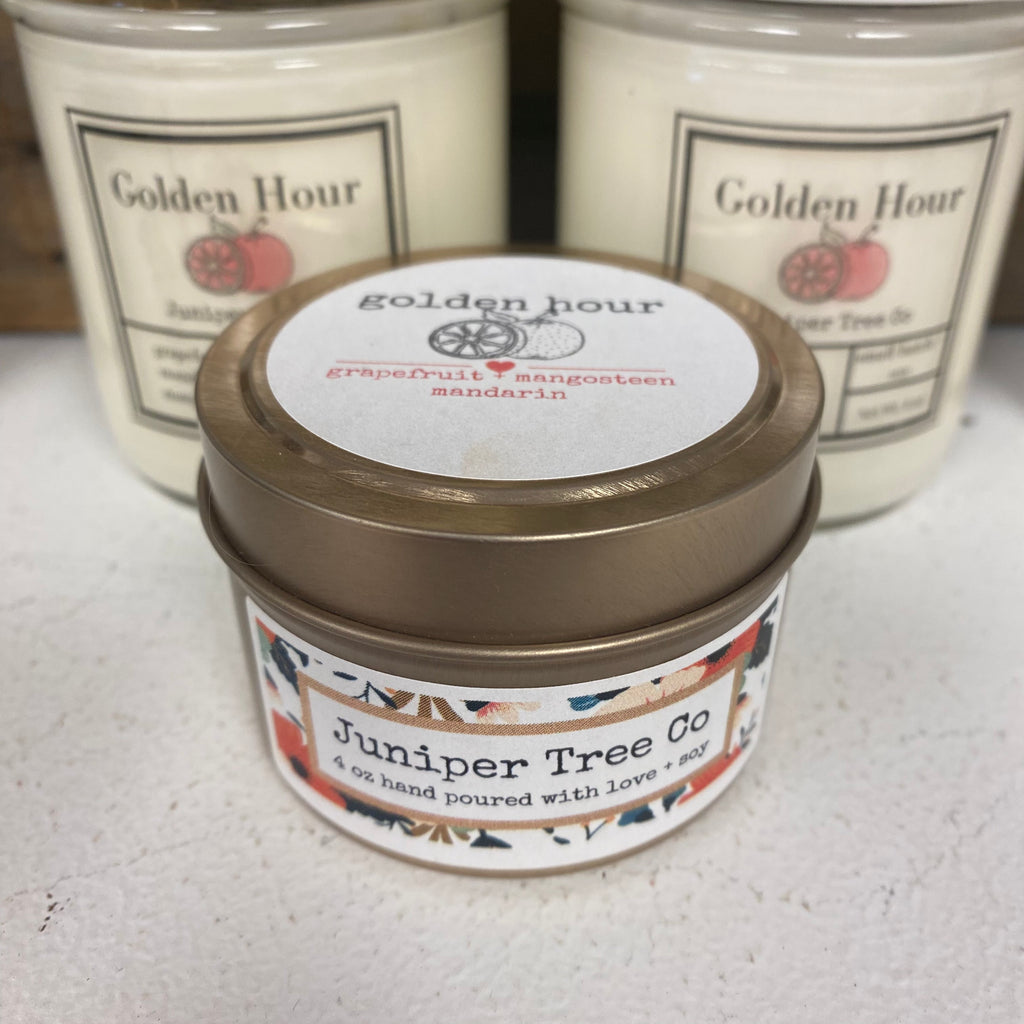 Golden Hour
Golden Hour
Tree Co
golden hour
grapefruit + mangosteen
mandarin
Juniper Tree Co
4 oz hand poured with love + soy